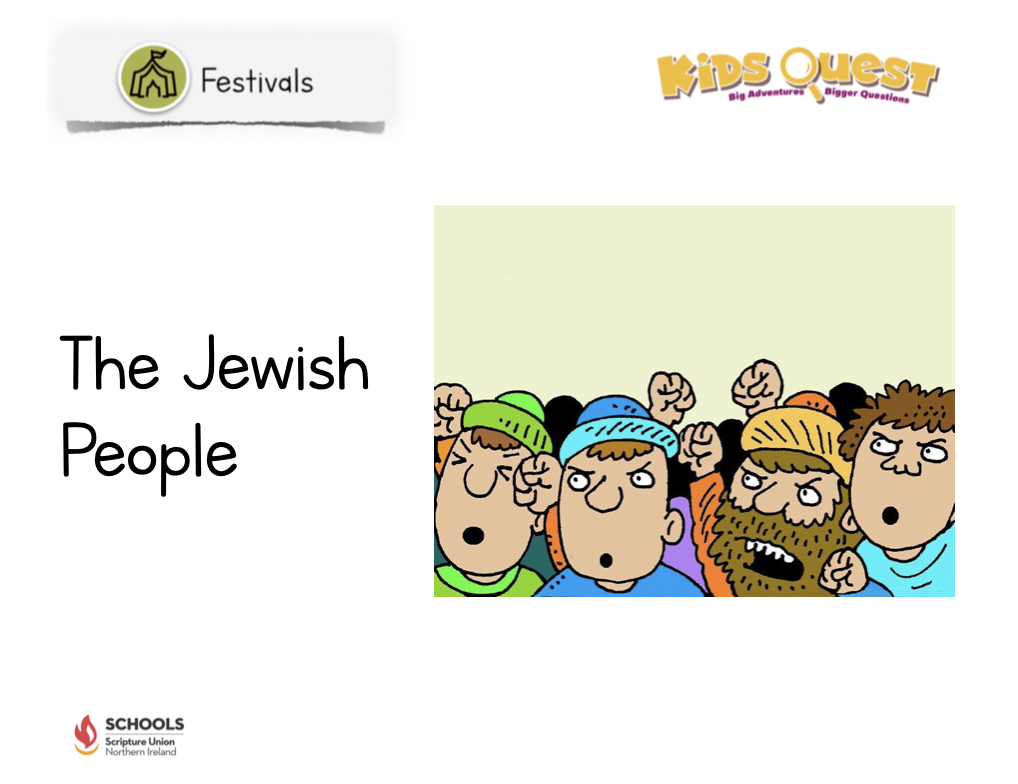 Festivals
KiDS QUEST
Big Adventures Bigger Questions
The Jewish
People
SCHOOLS
Scripture Union
Northern Ireland